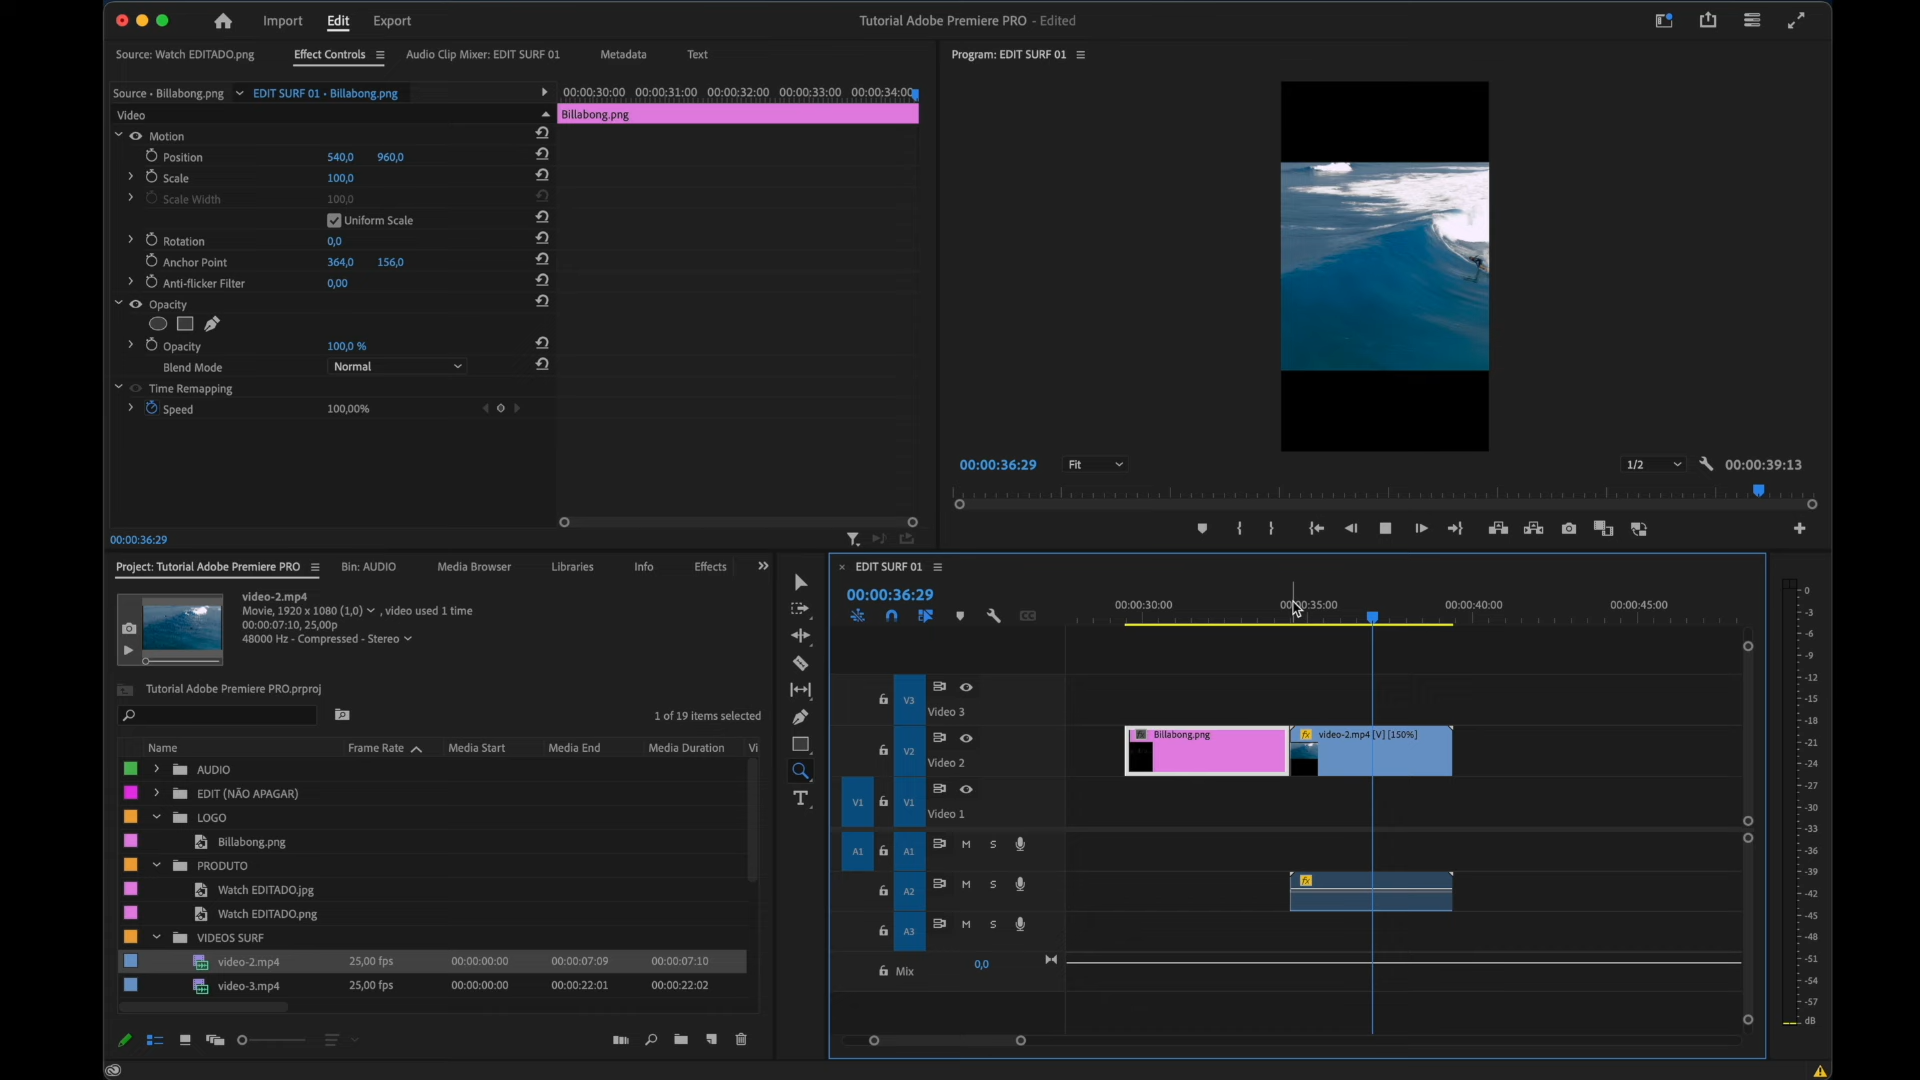 Import Edit Export Tutorial Adobe Premiere PRO - Edited
Source: Watch EDITADO.png Effect Controls Audio Clip Mixer: EDIT SURF 01 Metadata Text
Program: EDIT SURF 01
Source • Billabong.png EDIT SURF 01 • Billabong.png
00:00:30:00 00:00:31:00 00:00:32:00 00:00:33:00 00:00:34:00
Video
Billabong.png
Motion
Position 540,0 960,0
Scale 100,0
Scale Width 100,0
Uniform Scale
Rotation 0,0
Anchor Point 364,0 156,0
Anti-flicker Filter 0,00
Opacity
Opacity 100,0 %
Blend Mode Normal
Time Remapping
Speed 100,00%
00:00:36:29
00:00:36:29 Fit 1/2 00:00:39:13
Project: Tutorial Adobe Premiere PRO Bin: AUDIO Media Browser Libraries Info Effects
video-2.mp4
Movie, 1920 x 1080 (1,0) , video used 1 time
00:00:07:10, 25,00p
48000 Hz - Compressed - Stereo
Tutorial Adobe Premiere PRO.prproj
1 of 19 items selected
Name Frame Rate Media Start Media End Media Duration Vi
AUDIO
EDIT (NÃO APAGAR)
LOGO
Billabong.png
PRODUTO
Watch EDITADO.jpg
Watch EDITADO.png
VIDEOS SURF
video-2.mp4 25,00 fps 00:00:00:00 00:00:07:09 00:00:07:10
video-3.mp4 25,00 fps 00:00:00:00 00:00:22:01 00:00:22:02
T
EDIT SURF 01
00:00:36:29
00:00:30:00 00:00:35:00 00:00:40:00 00:00:45:00
V3 Video 3
V2 Video 2
fx Billabong.png
fx video-2.mp4 [V] [150%]
V1 V1 Video 1
A1 A1 M S
A2 M S
fx
A3 M S
Mix 0,0
0
-3
-6
-9
-12
-15
-18
-21
-24
-27
-30
-33
-36
-39
-42
-45
-48
-51
-54
-57
dB